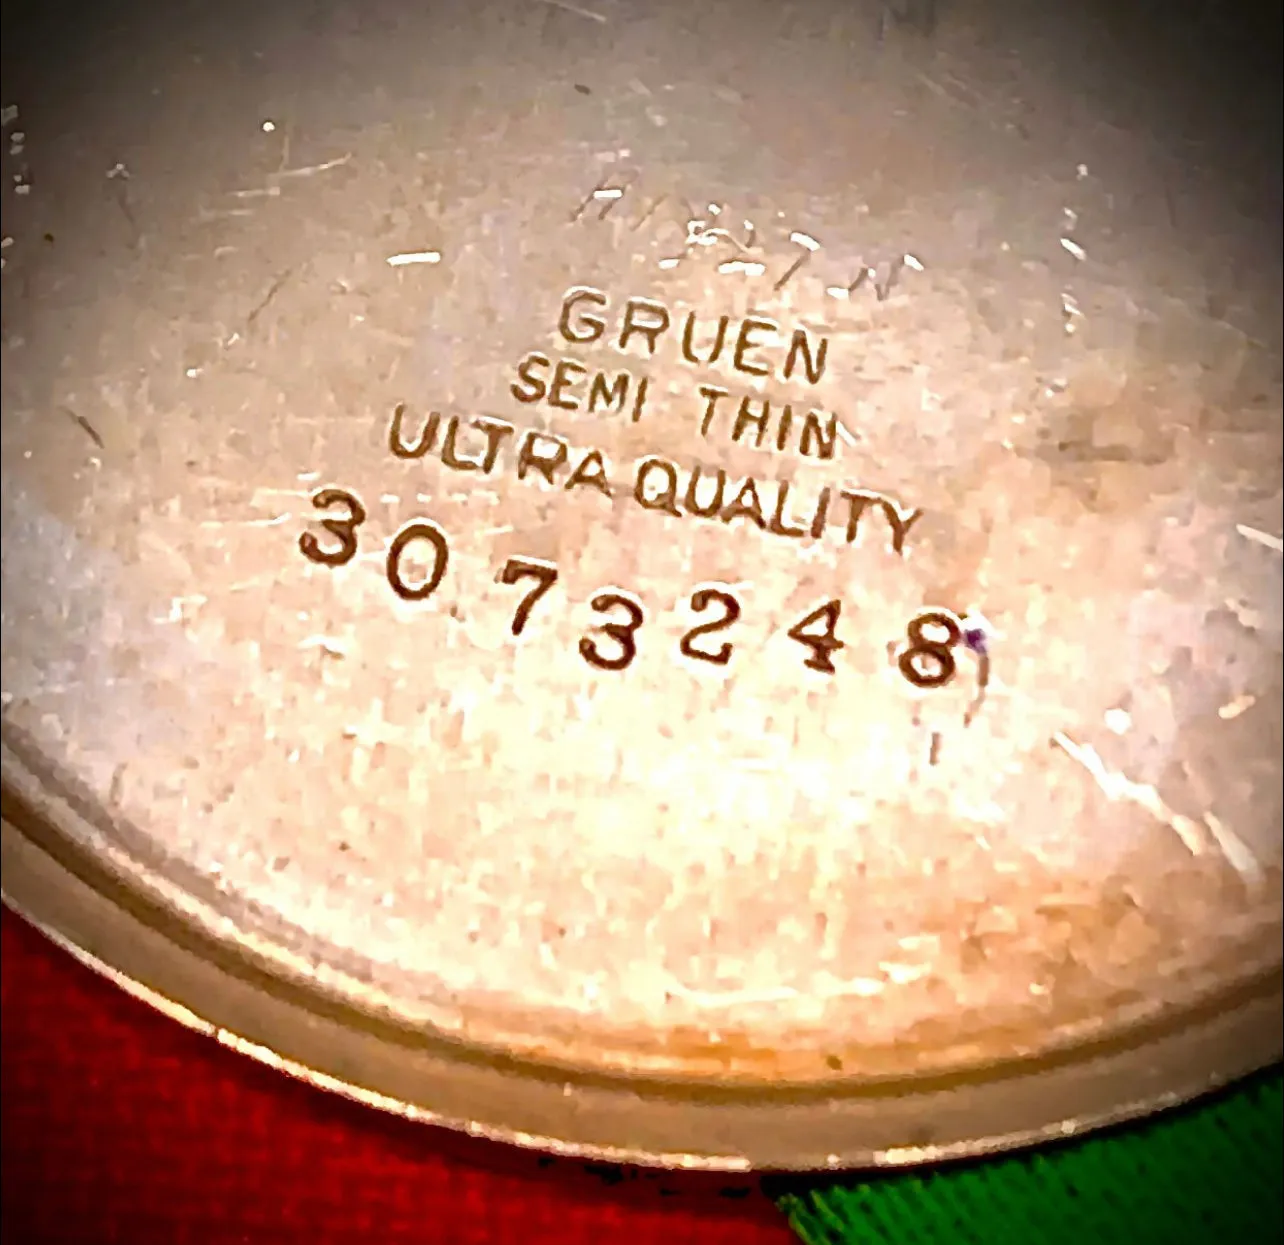 GRUEN
SEMI THIN
ULTRA QUALITY
3073248